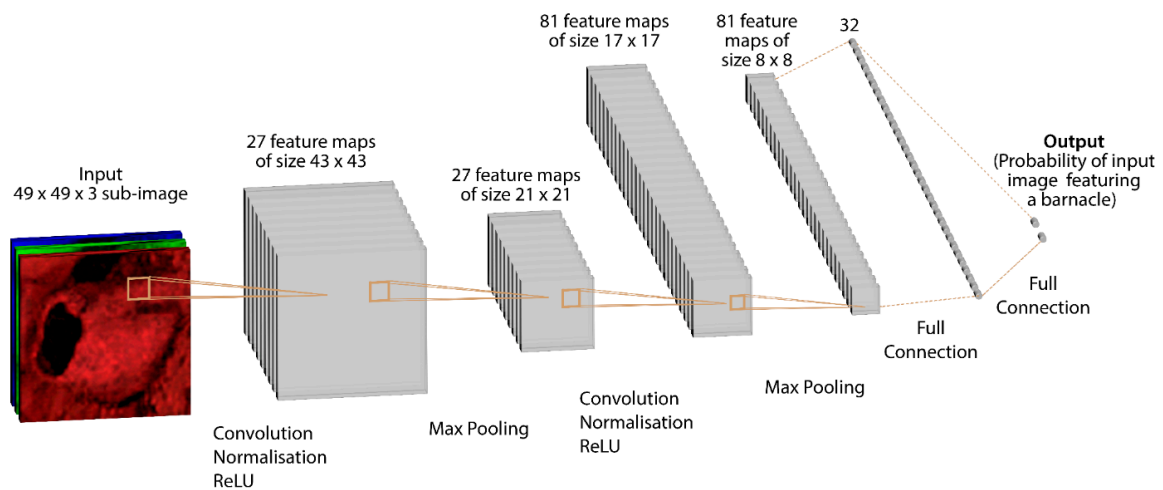 Input
49 x 49 x 3 sub-image
27 feature maps
of size 43 x 43
27 feature maps
of size 21 x 21
81 feature maps
of size 17 x 17
81 feature
maps of
size 8 x 8
32
Output
(Probability of input
image featuring
a barnacle)
Convolution
Normalisation
ReLU
Max Pooling
Convolution
Normalisation
ReLU
Max Pooling
Full
Connection
Full
Connection